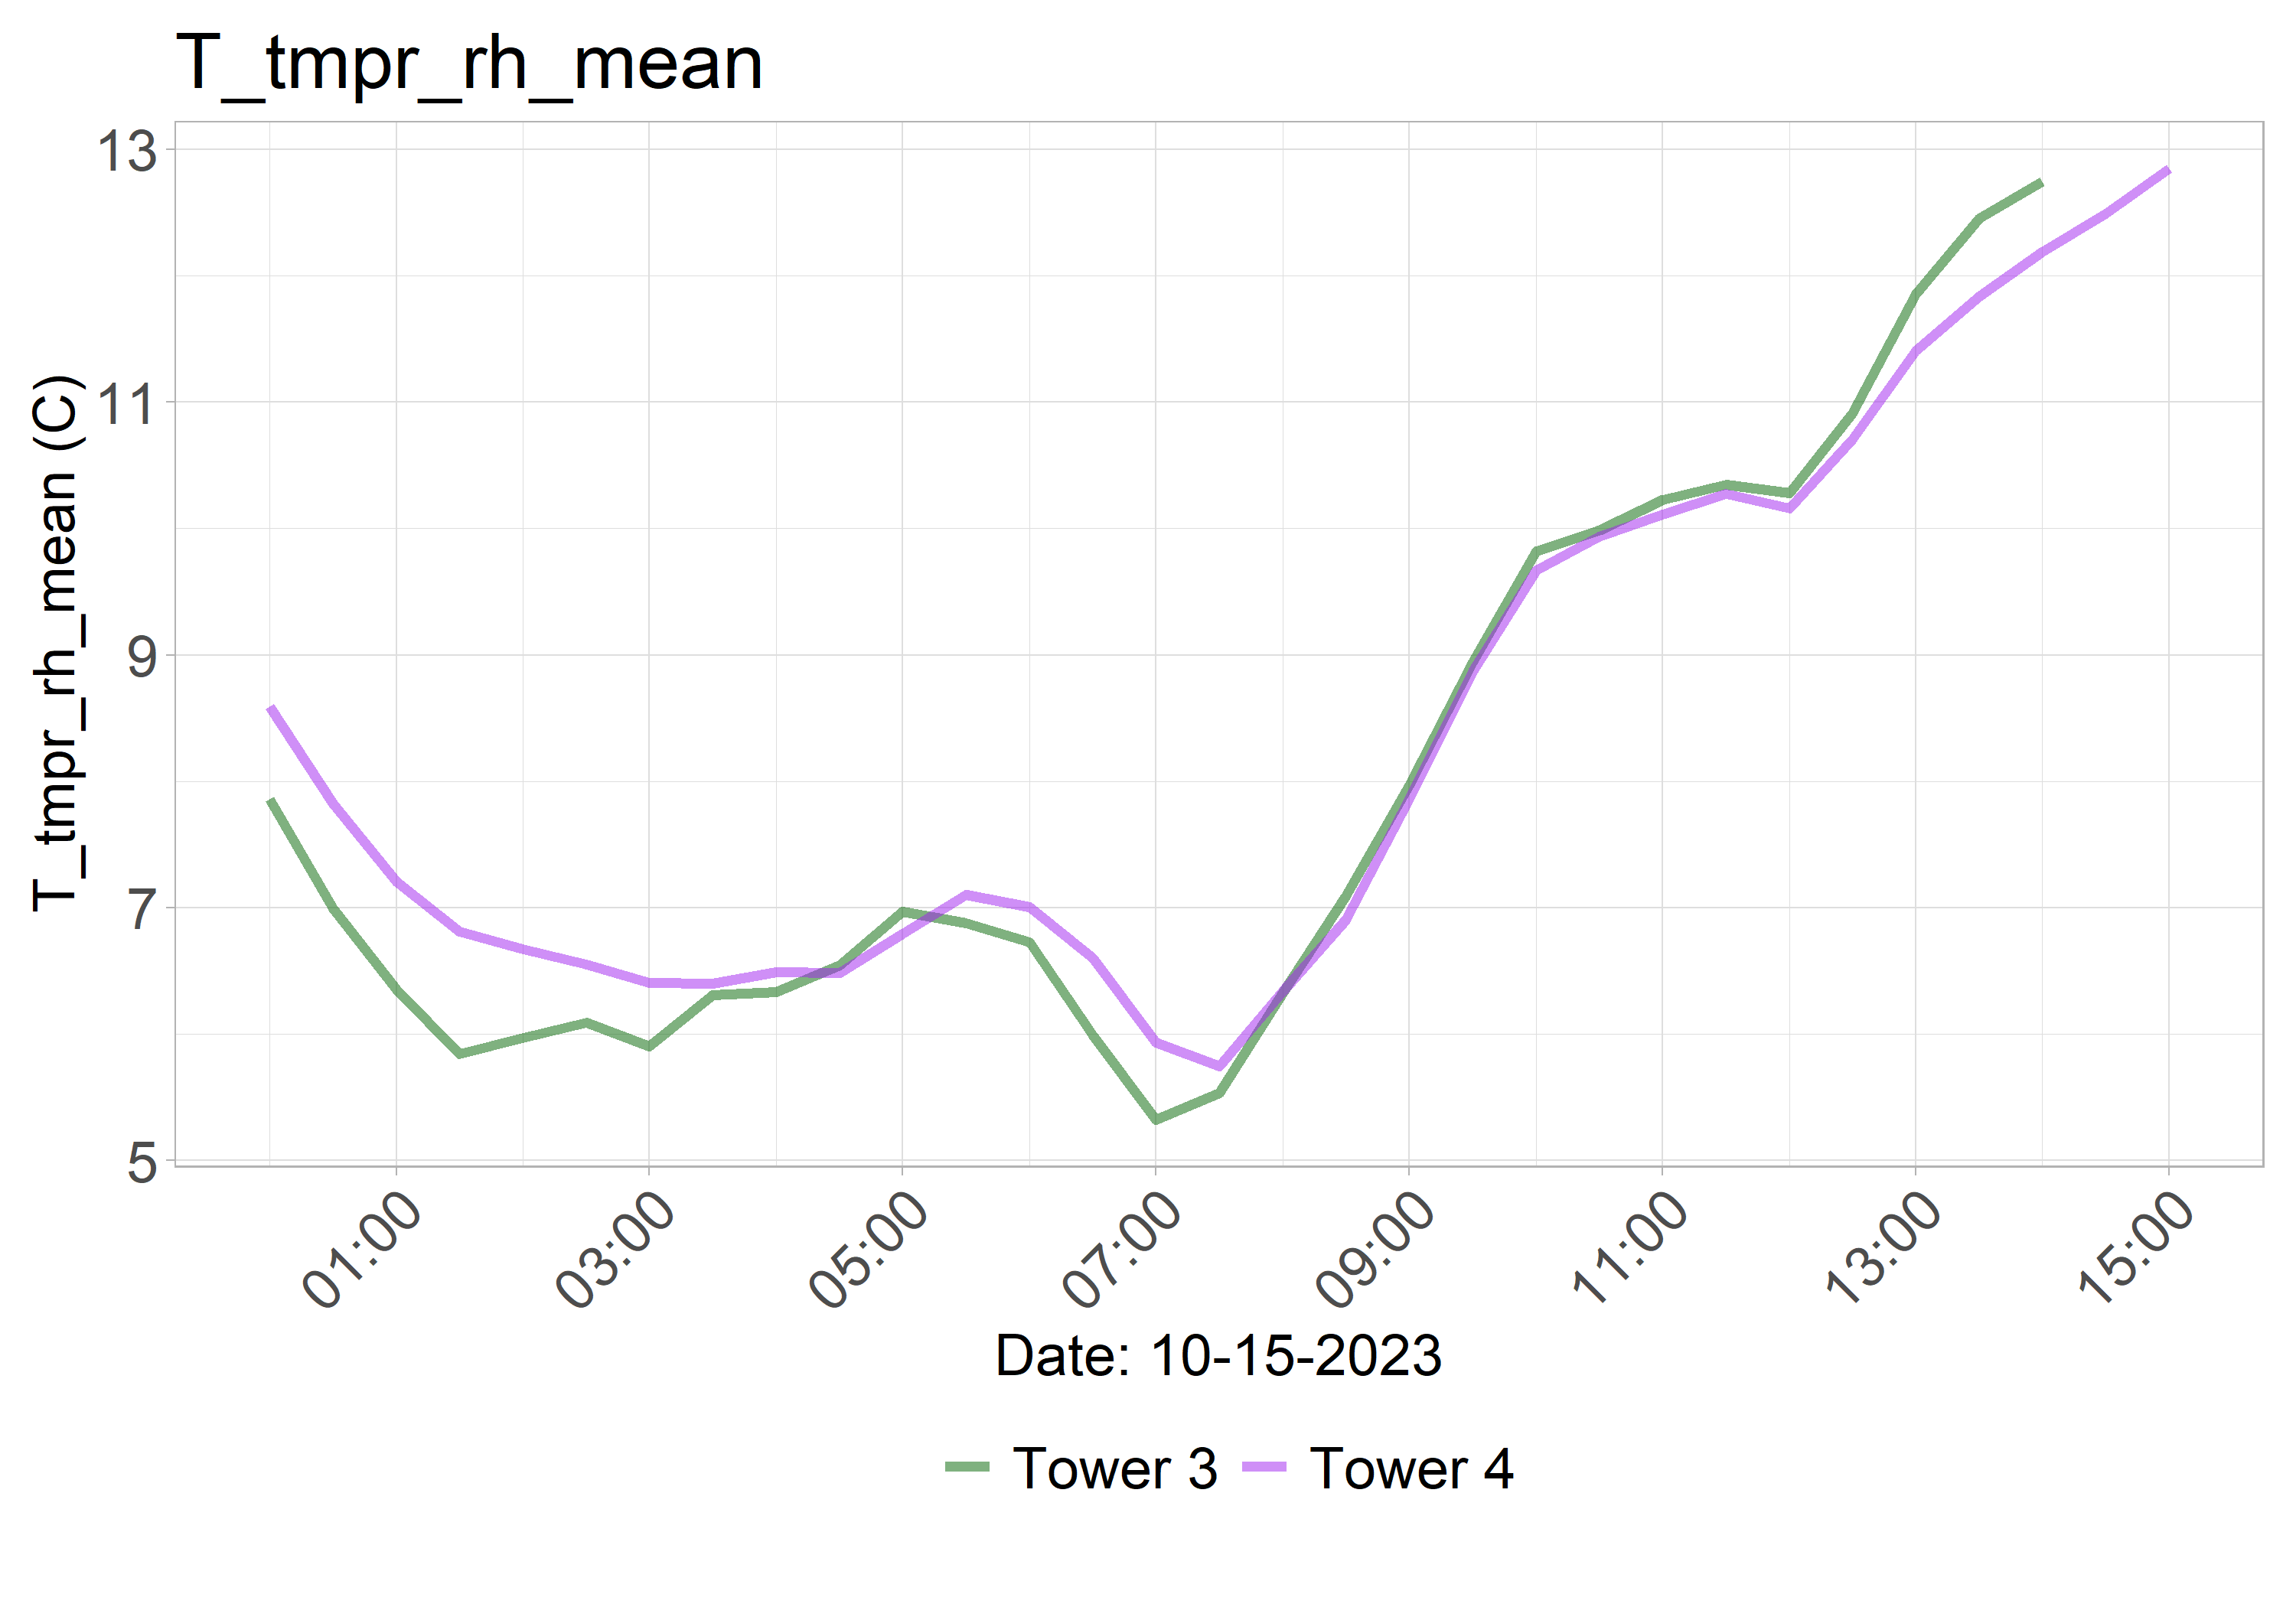 T_tmpr_rh_mean
T_tmpr_rh_mean (C)
13
11
9
7
5
01:00
03:00
05:00
07:00
09:00
11:00
13:00
15:00
Date: 10-15-2023
Tower 3
Tower 4